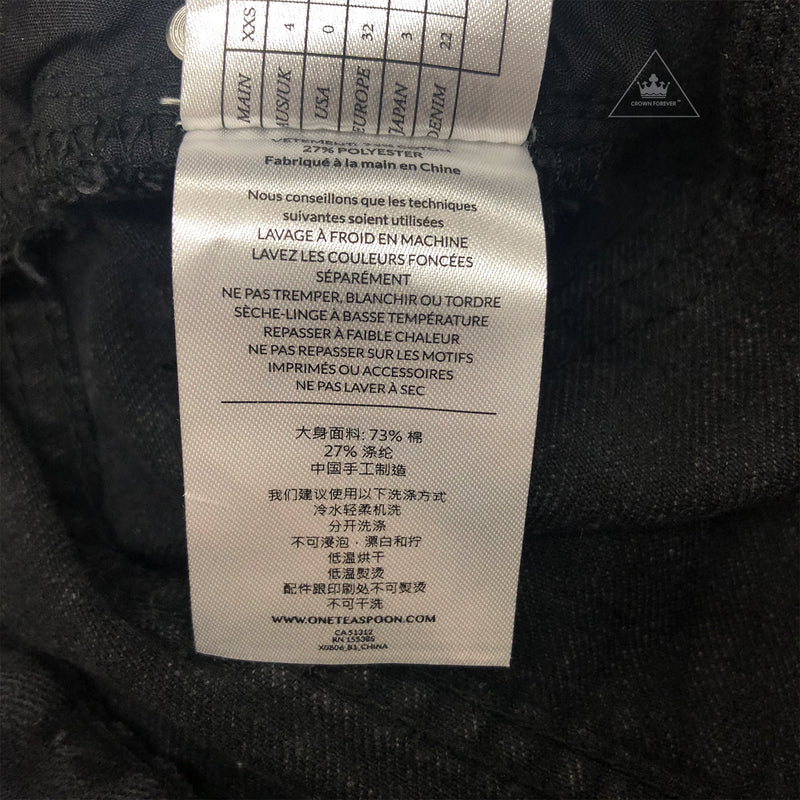 MAIN XXS
AUS/UK 4
USA 0
EUROPE 32
JAPAN 3
DENIM 22
27% POLYESTER
Fabriqué à la main en Chine
Nous conseillons que les techniques
suivantes soient utilisées
LAVAGE À FROID EN MACHINE
LAVEZ LES COULEURS FONCÉES
SÉPARÉMENT
NE PAS TREMPER, BLANCHIR OU TORDRE
SÈCHE-LINGE À BASSE TEMPÉRATURE
REPASSER À FAIBLE CHALEUR
NE PAS REPASSER SUR LES MOTIFS
IMPRIMÉS OU ACCESSOIRES
NE PAS LAVER À SEC
大身面料: 73% 棉
27% 涤纶
中国手工制造
我们建议使用以下洗涤方式
冷水轻柔机洗
分开洗涤
不可浸泡﹐漂白和拧
低温烘干
低温熨烫
配件跟印刷处不可熨烫
不可干洗
WWW.ONETEASPOON.COM
CA 51312
RN 155385
X0806_B1_CHINA
CROWN FOREVER™